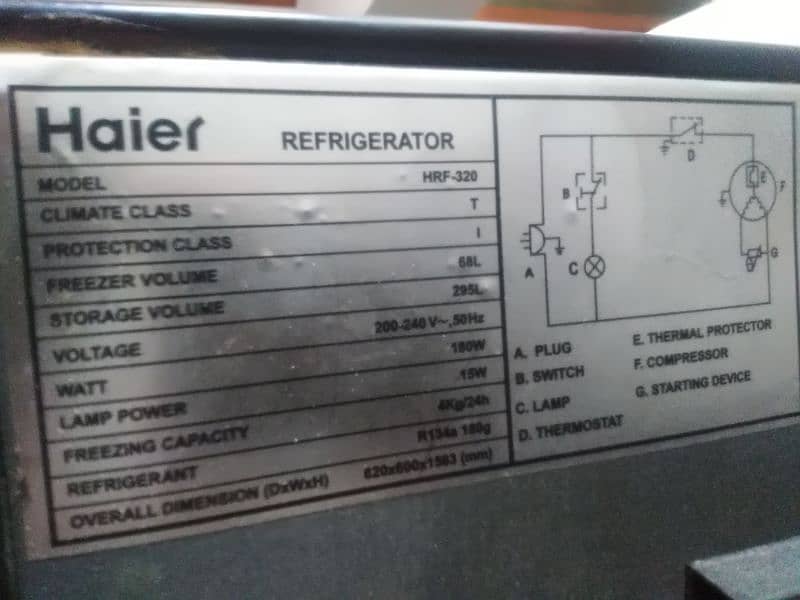 Haier REFRIGERATOR
MODEL HRF-320
CLIMATE CLASS T
PROTECTION CLASS I
FREEZER VOLUME 68L
STORAGE VOLUME 295L
VOLTAGE 200-240V~,50Hz
WATT 180W
LAMP POWER 15W
FREEZING CAPACITY 4Kg/24h
REFRIGERANT R134a 180g
OVERALL DIMENSION (DxWxH) 620x600x1583 (mm)
D
E
F
B
G
A
C
A. PLUG
B. SWITCH
C. LAMP
D. THERMOSTAT
E. THERMAL PROTECTOR
F. COMPRESSOR
G. STARTING DEVICE